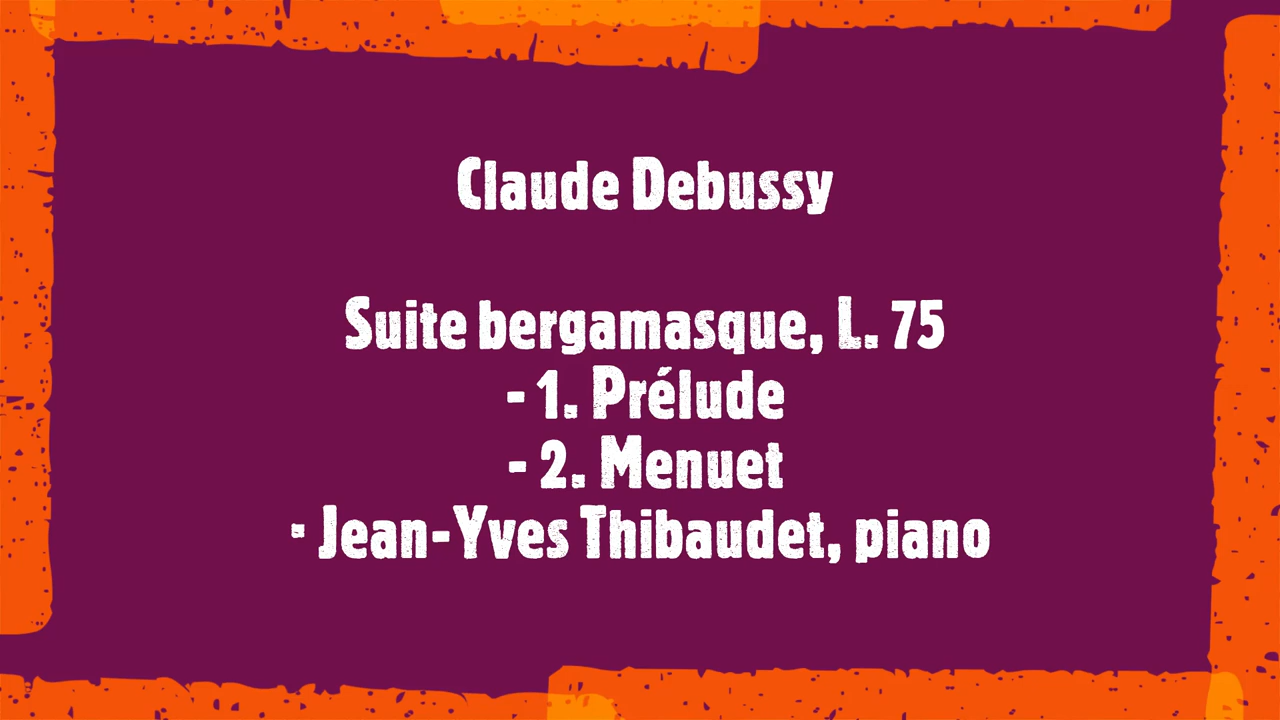 Claude Debussy
Suite bergamasque, L. 75
- 1. Prélude
- 2. Menuet
· Jean-Yves Thibaudet, piano